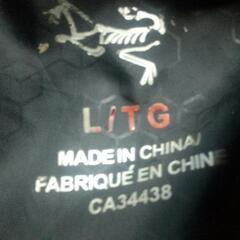 L/TG
MADE IN CHINA/
FABRIQUÉ EN CHINE
CA34438